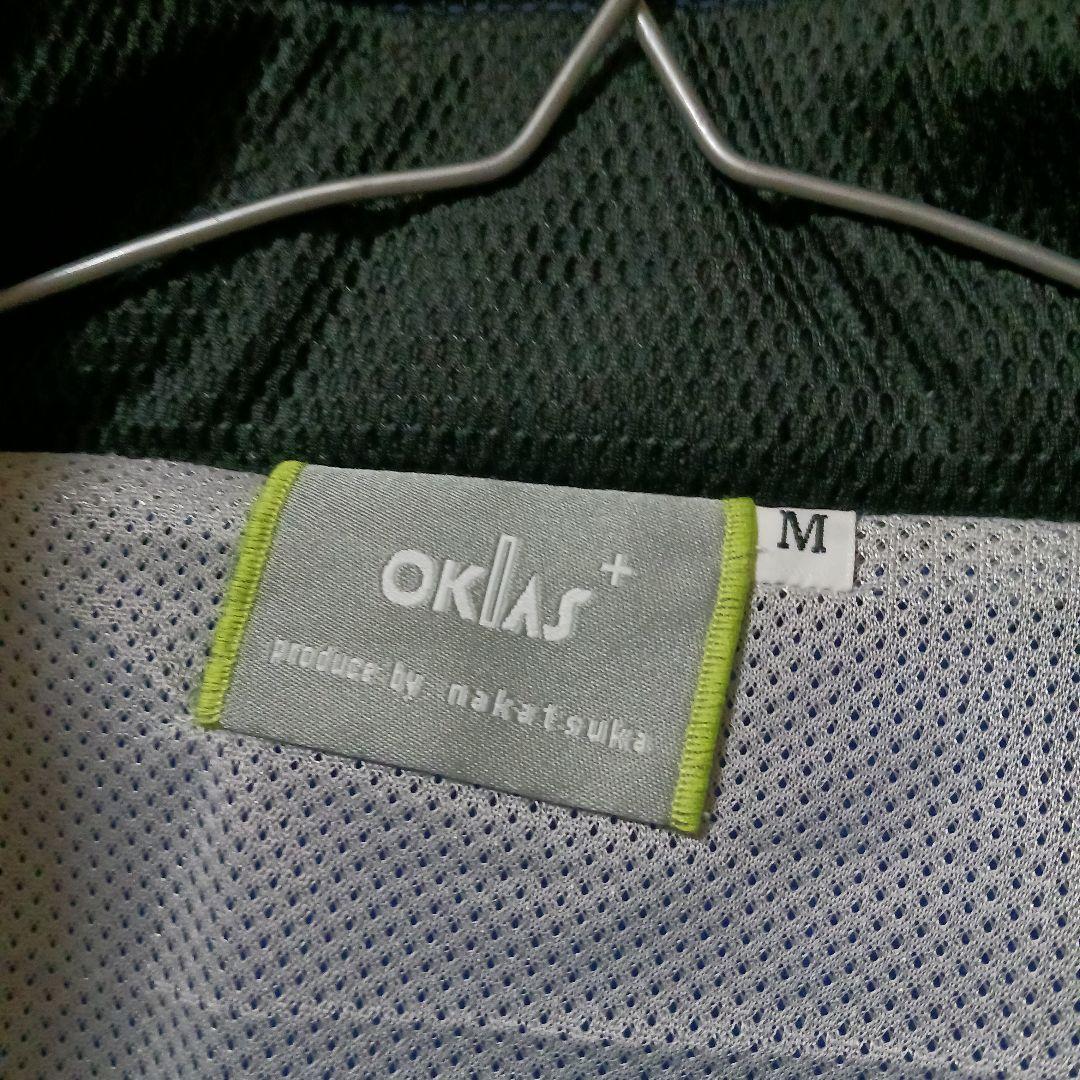 OKIAS+
produce by nakatsuka
M